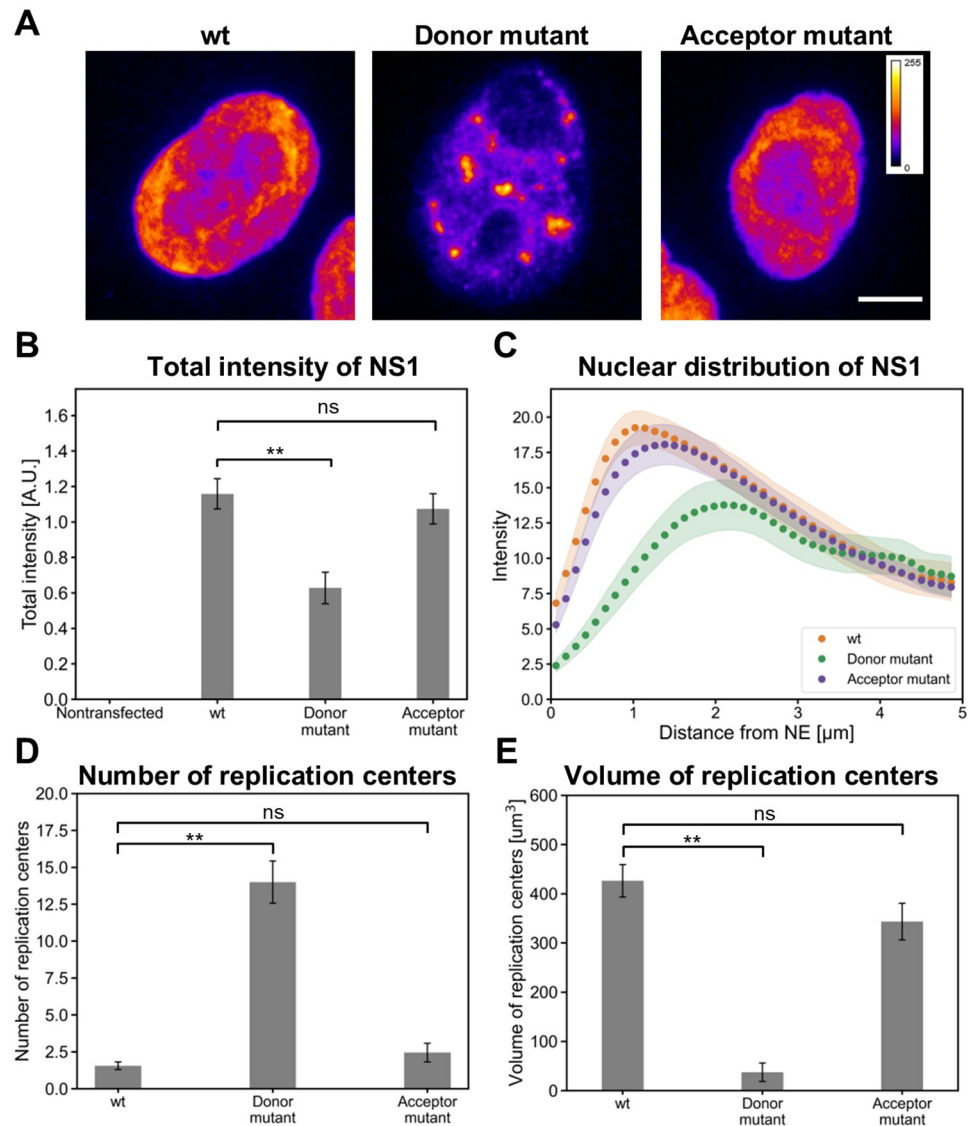 A
wt
Donor mutant
Acceptor mutant
255
0
B
Total intensity of NS1
Total intensity [A.U.]
1.6
1.4
1.2
1.0
0.8
0.6
0.4
0.2
0.0
ns
**
Nontransfected
wt
Donor
mutant
Acceptor
mutant
C
Nuclear distribution of NS1
Intensity
20.0
17.5
15.0
12.5
10.0
7.5
5.0
2.5
0.0
wt
Donor mutant
Acceptor mutant
0
1
2
3
4
5
Distance from NE [µm]
D
Number of replication centers
Number of replication centers
20.0
17.5
15.0
12.5
10.0
7.5
5.0
2.5
0.0
ns
**
wt
Donor
mutant
Acceptor
mutant
E
Volume of replication centers
Volume of replication centers [um³]
600
500
400
300
200
100
0
ns
**
wt
Donor
mutant
Acceptor
mutant